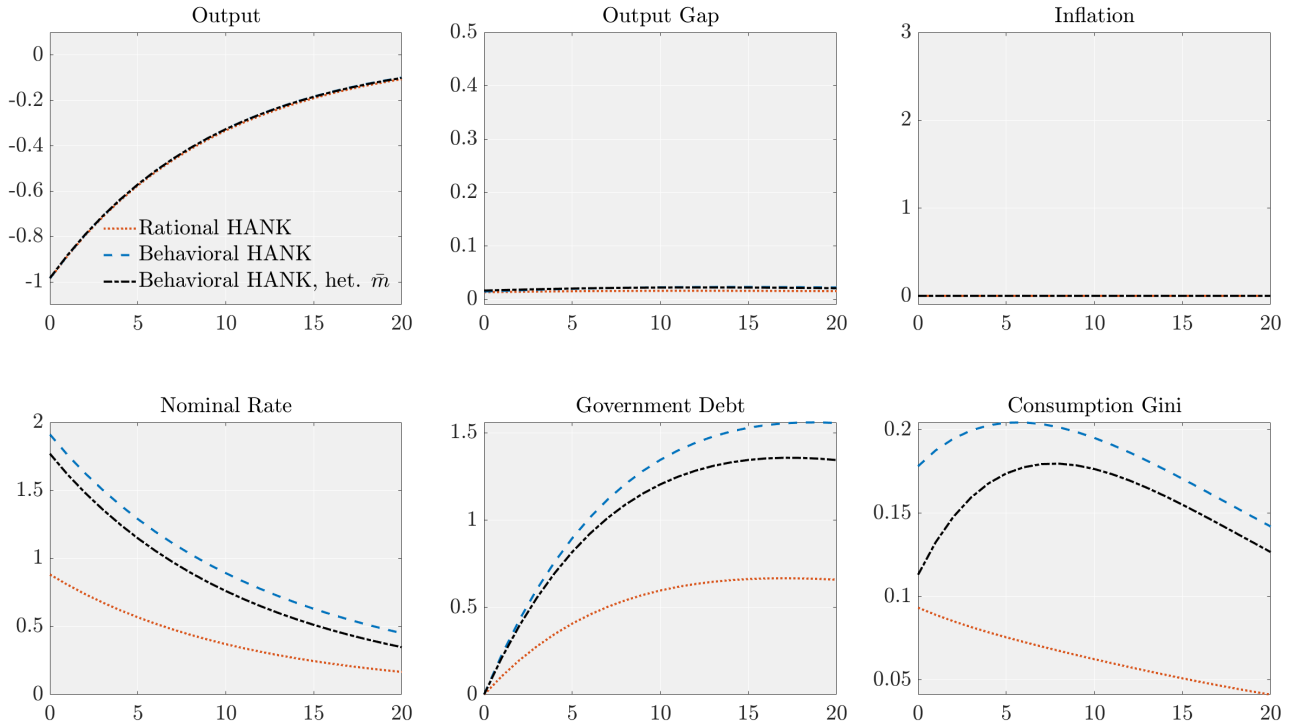 Output
0
-0.2
-0.4
-0.6
-0.8
-1
0 5 10 15 20
Rational HANK
Behavioral HANK
Behavioral HANK, het. m̄
Output Gap
0.5
0.4
0.3
0.2
0.1
0
0 5 10 15 20
Inflation
3
2
1
0
0 5 10 15 20
Nominal Rate
2
1.5
1
0.5
0
0 5 10 15 20
Government Debt
1.5
1
0.5
0
0 5 10 15 20
Consumption Gini
0.2
0.15
0.1
0.05
0 5 10 15 20